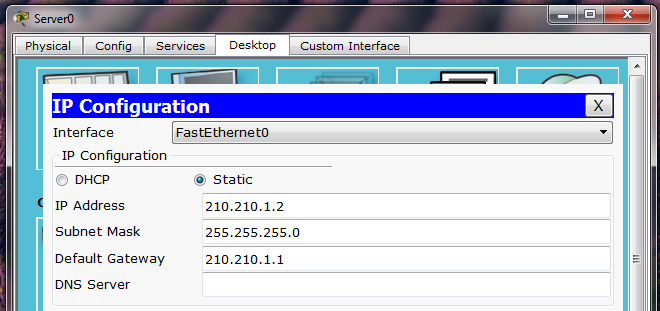 Server0
Physical Config Services Desktop Custom Interface
IP Configuration X
Interface FastEthernet0
IP Configuration
DHCP Static
IP Address 210.210.1.2
Subnet Mask 255.255.255.0
Default Gateway 210.210.1.1
DNS Server